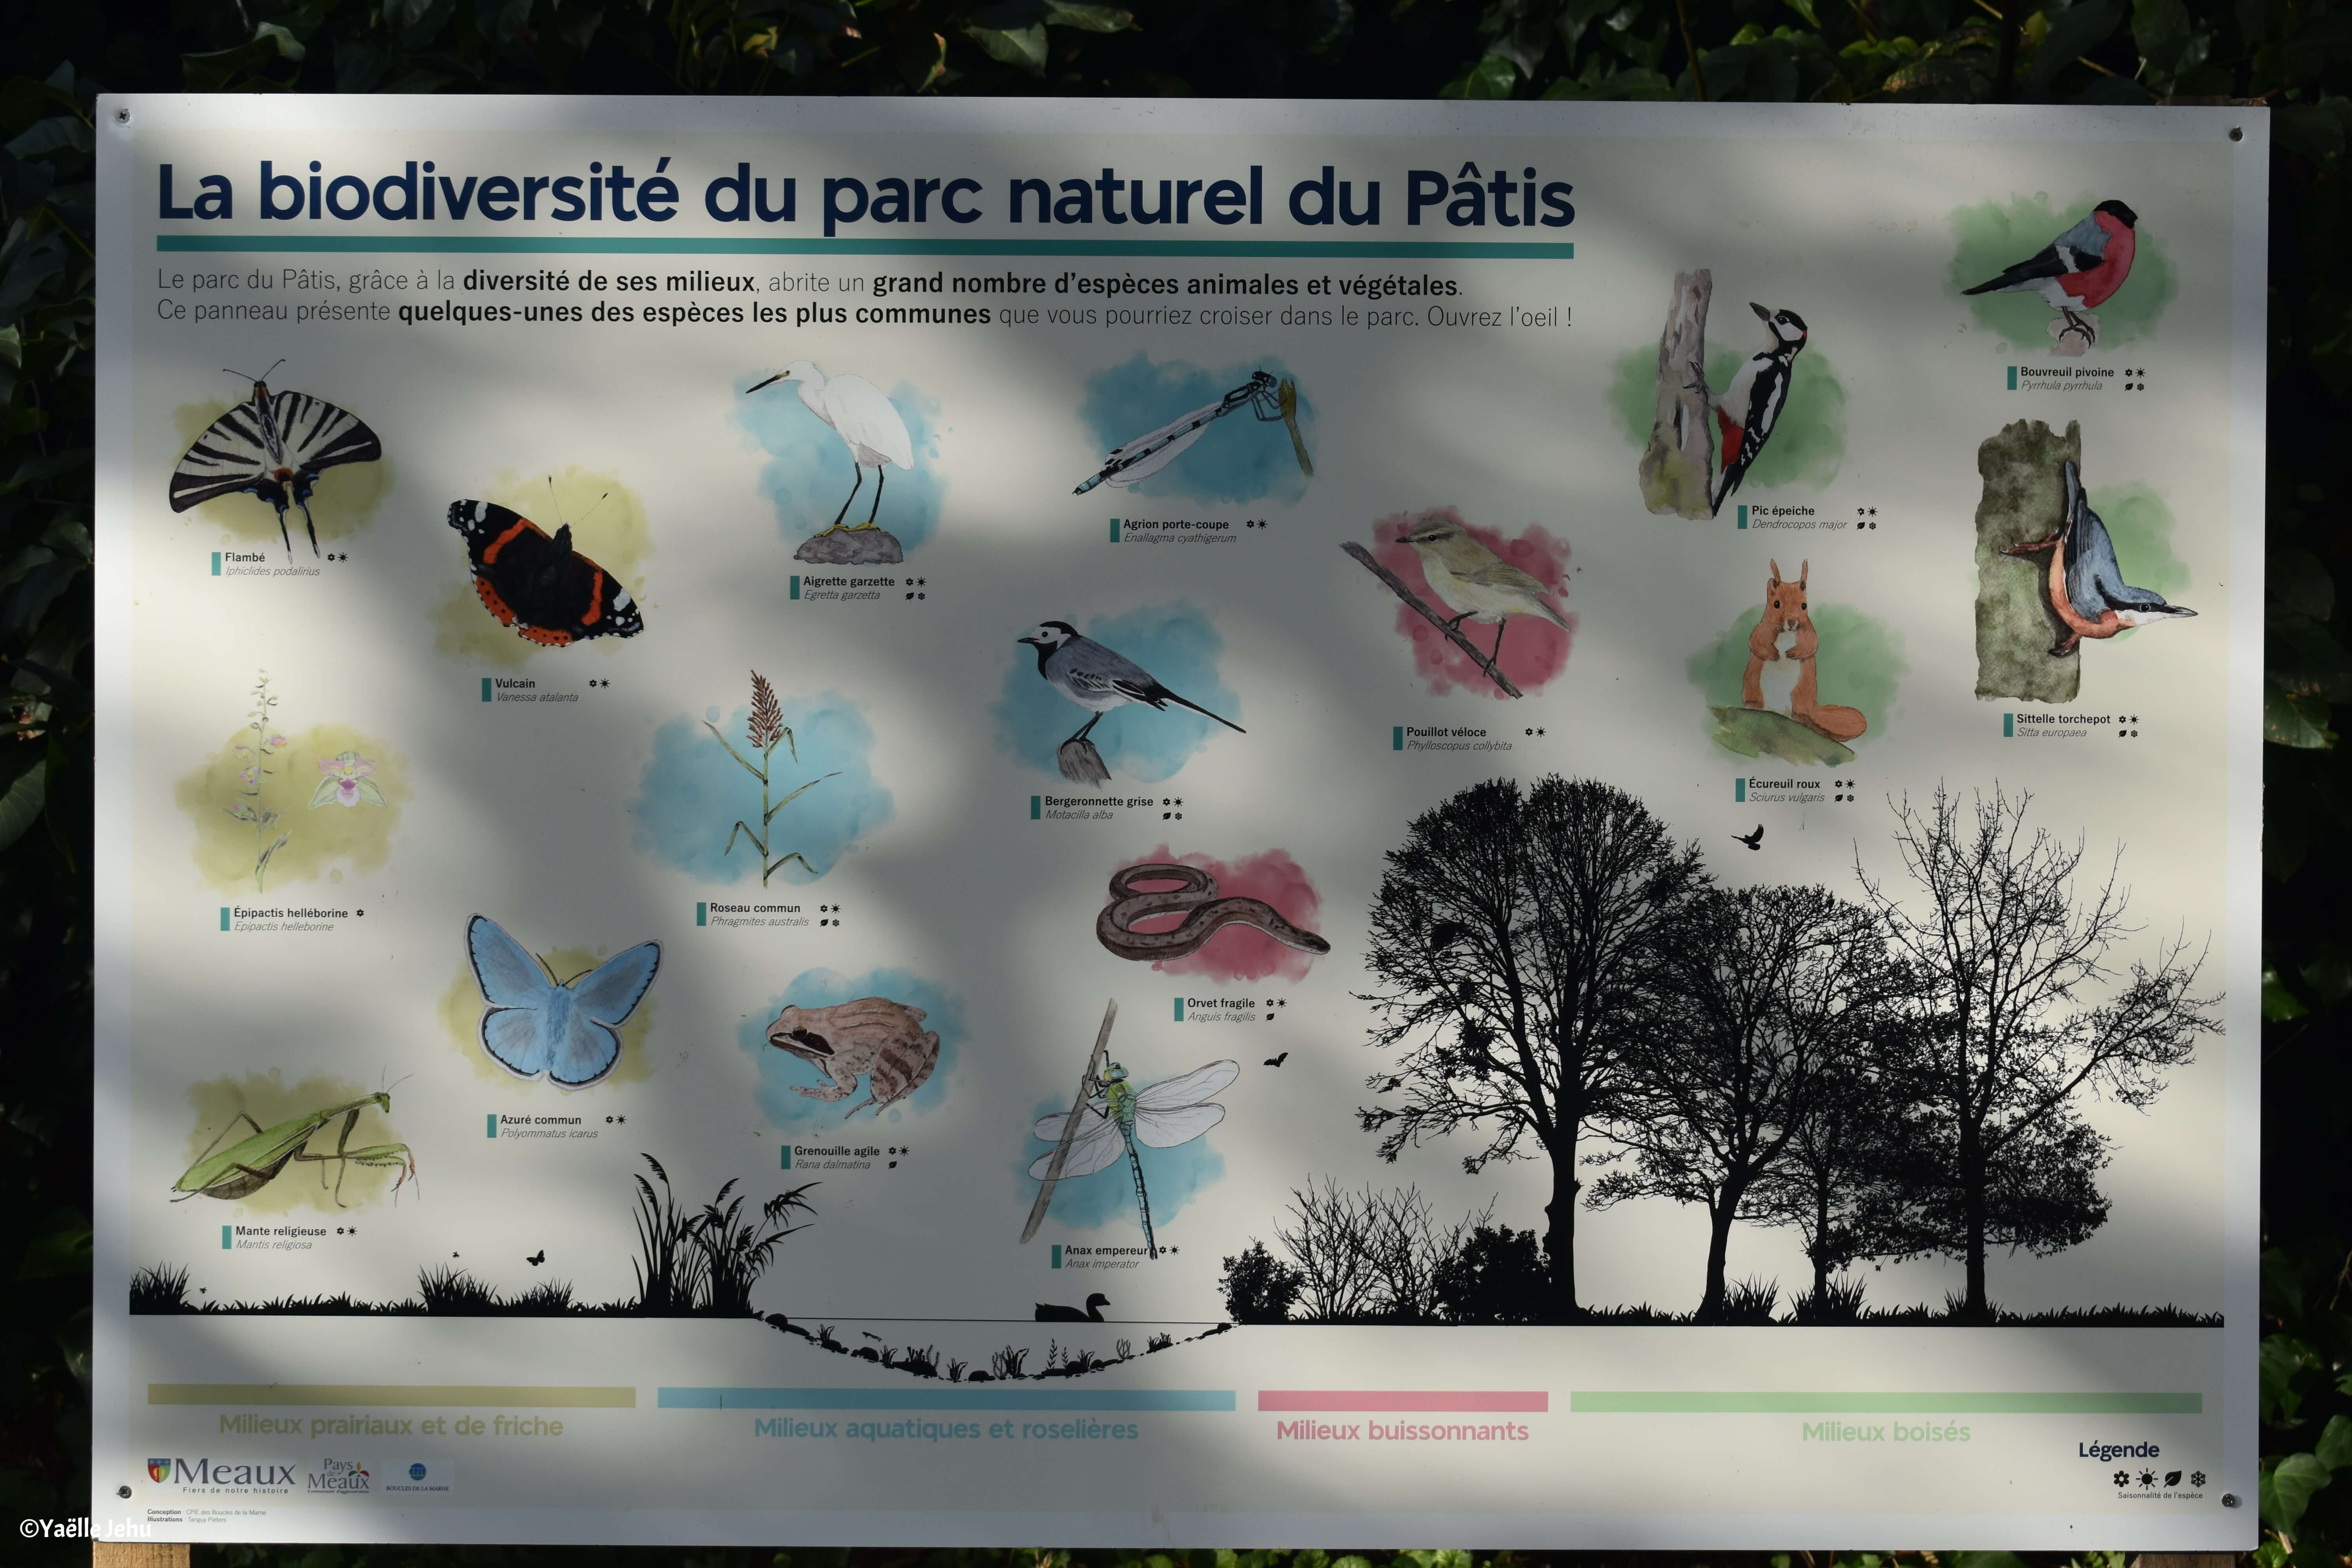 La biodiversité du parc naturel du Pâtis
Le parc du Pâtis, grâce à la diversité de ses milieux, abrite un grand nombre d'espèces animales et végétales.
Ce panneau présente quelques-unes des espèces les plus communes que vous pourriez croiser dans le parc. Ouvrez l'oeil !
Bouvreuil pivoine
Pyrrhula pyrrhula
Pic épeiche
Dendrocopos major
Agrion porte-coupe
Enallagma cyathigerum
Flambé
Iphiclides podalirius
Aigrette garzette
Egretta garzetta
Vulcain
Vanessa atalanta
Pouillot véloce
Phylloscopus collybita
Sittelle torchepot
Sitta europaea
Écureuil roux
Sciurus vulgaris
Bergeronnette grise
Motacilla alba
Roseau commun
Phragmites australis
Épipactis helléborine
Epipactis helleborine
Orvet fragile
Anguis fragilis
Azuré commun
Polyommatus icarus
Grenouille agile
Rana dalmatina
Mante religieuse
Mantis religiosa
Anax empereur
Anax imperator
Milieux prairiaux et de friche
Milieux aquatiques et roselières
Milieux buissonnants
Milieux boisés
Légende
Saisonnalité de l'espèce
Meaux
Fiers de notre histoire
Pays de Meaux
Communauté d'agglomération
BOUCLES DE LA MARNE
Conception : CPIE des Boucles de la Marne
Illustrations : Tanguy Pieters
©Yaëlle Jehu